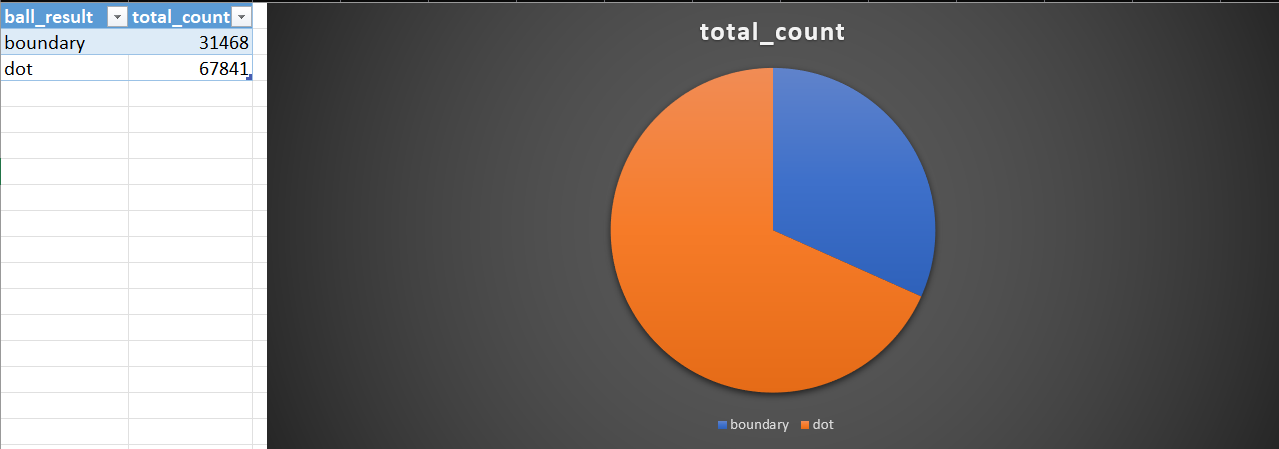 ball_result total_count
boundary 31468
dot 67841
total_count
boundary dot